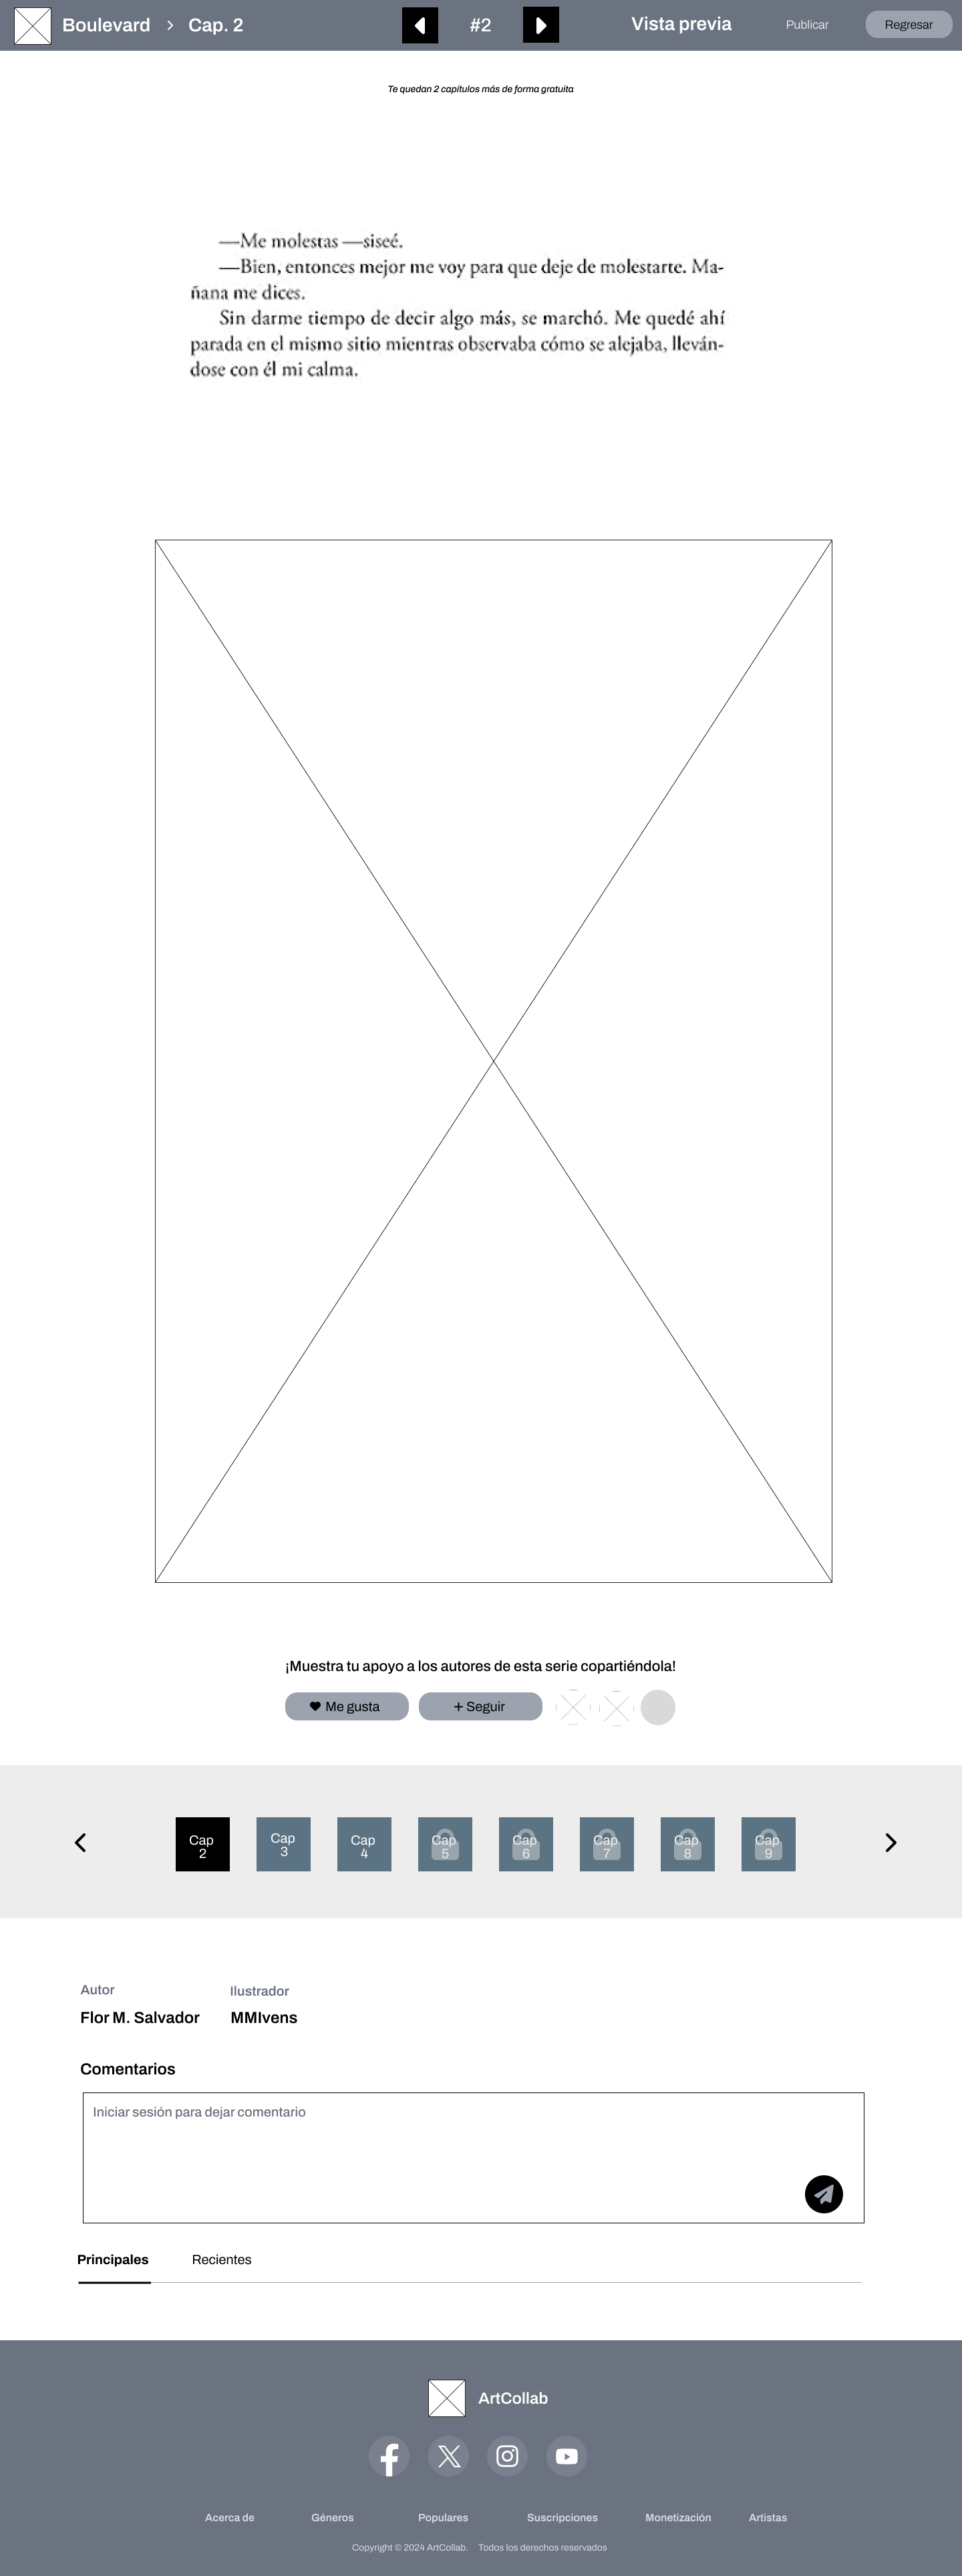 Boulevard > Cap. 2 #2 Vista previa Publicar Regresar
Te quedan 2 capítulos más de forma gratuita
—Me molestas —siseé.
—Bien, entonces mejor me voy para que deje de molestarte. Ma-
ñana me dices.
Sin darme tiempo de decir algo más, se marchó. Me quedé ahí
parada en el mismo sitio mientras observaba cómo se alejaba, lleván-
dose con él mi calma.
¡Muestra tu apoyo a los autores de esta serie copartiéndola!
Me gusta + Seguir
Cap 2
Cap 3
Cap 4
Cap 5
Cap 6
Cap 7
Cap 8
Cap 9
Autor Ilustrador
Flor M. Salvador MMIvens
Comentarios
Iniciar sesión para dejar comentario
Principales Recientes
ArtCollab
Acerca de Géneros Populares Suscripciones Monetización Artistas
Copyright © 2024 ArtCollab. Todos los derechos reservados